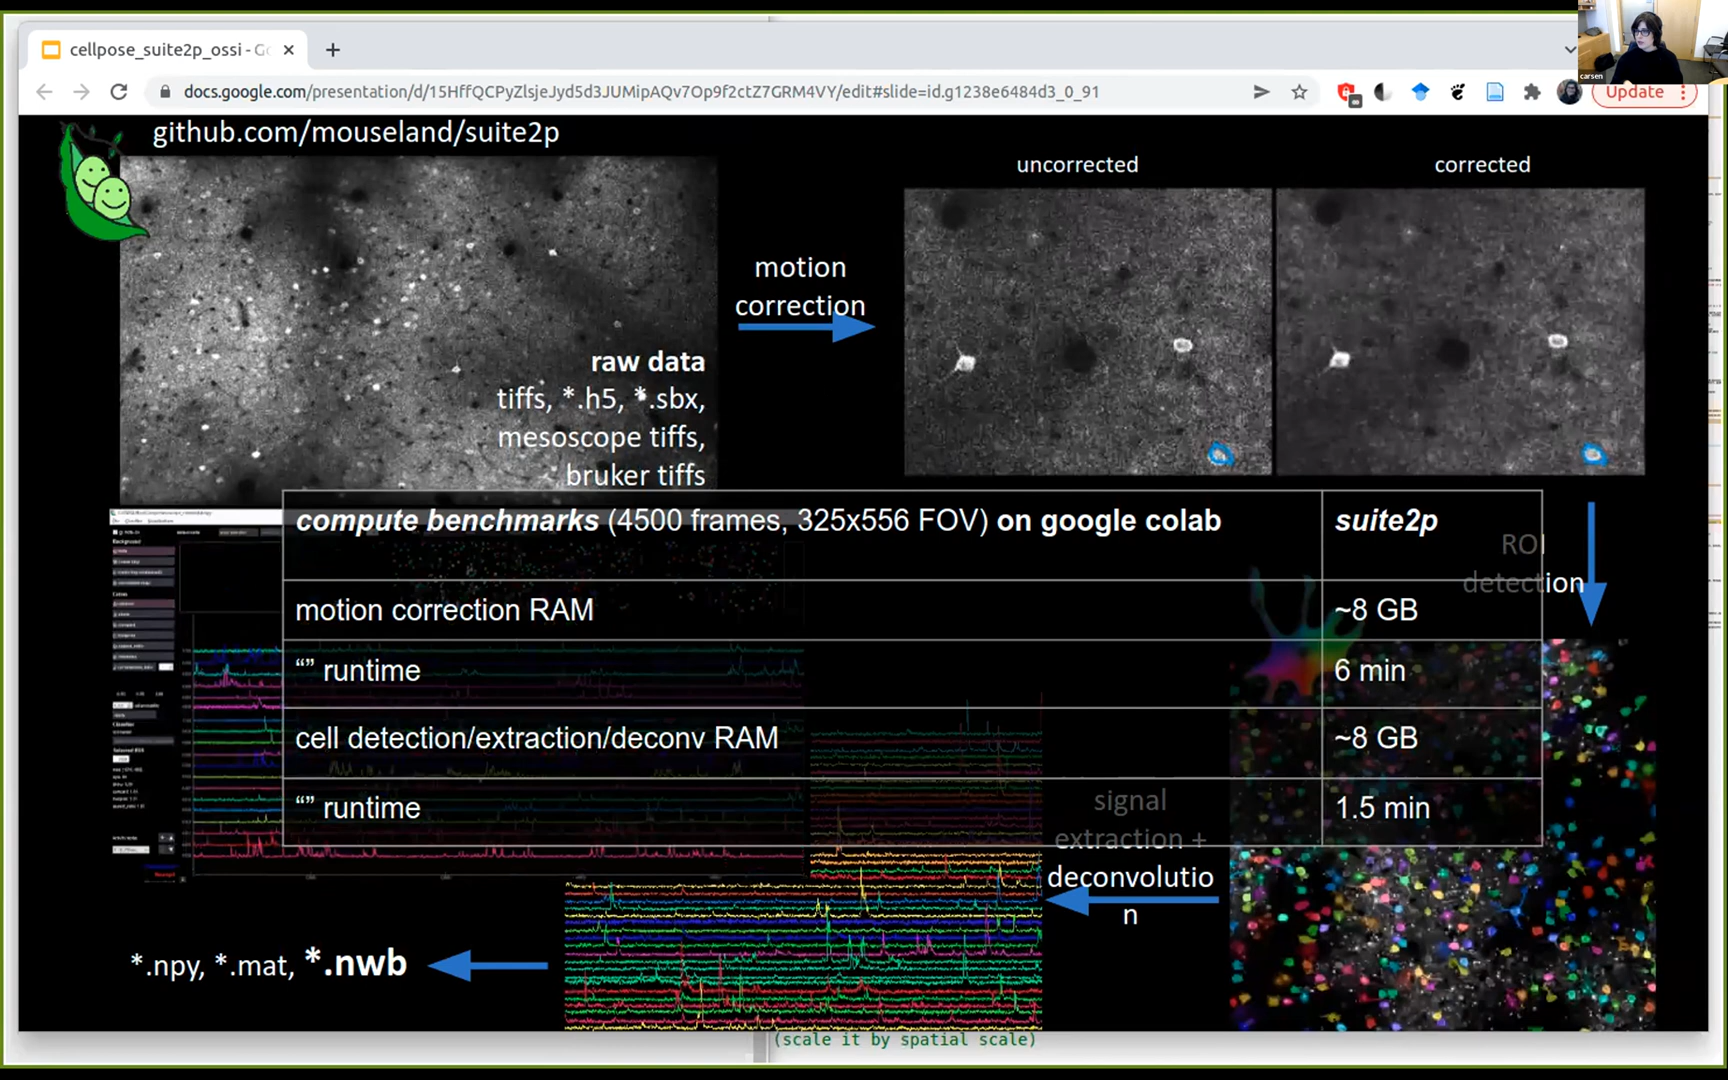 cellpose_suite2p_ossi - Go
docs.google.com/presentation/d/15HffQCPyZlsjeJyd5d3JUMipAQv7Op9f2ctZ7GRM4VY/edit#slide=id.g1238e6484d3_0_91
Update
carsen
github.com/mouseland/suite2p
uncorrected
corrected
motion
correction
raw data
tiffs, *.h5, *.sbx,
mesoscope tiffs,
bruker tiffs
compute benchmarks (4500 frames, 325x556 FOV) on google colab
suite2p
ROI
detection
motion correction RAM
~8 GB
“” runtime
6 min
cell detection/extraction/deconv RAM
~8 GB
“” runtime
1.5 min
signal
extraction +
deconvolutio
n
*.npy, *.mat, *.nwb
(scale it by spatial scale)